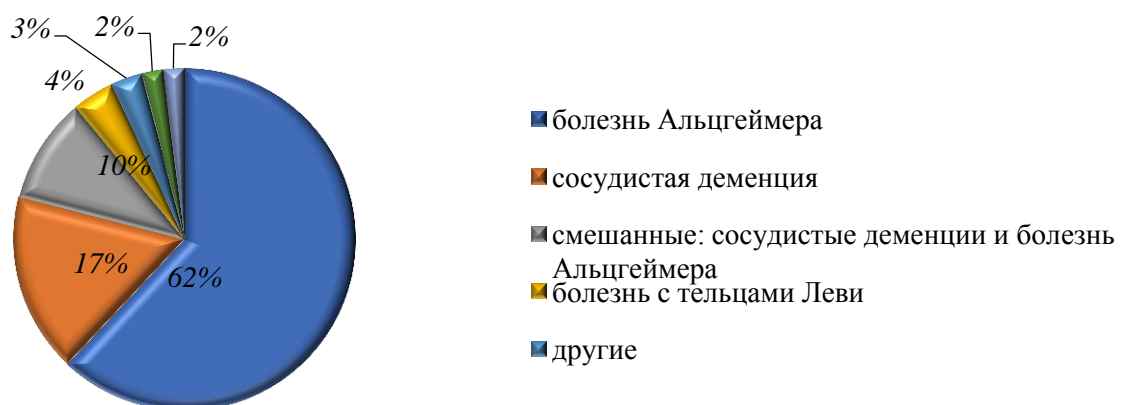 3%
2%
2%
4%
10%
17%
62%
болезнь Альцгеймера
сосудистая деменция
смешанные: сосудистые деменции и болезнь
Альцгеймера
болезнь с тельцами Леви
другие